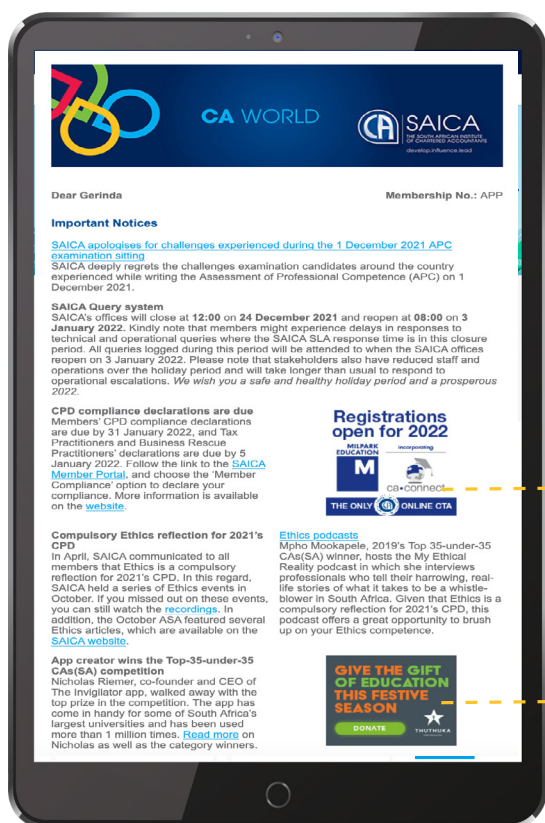 CA WORLD
SAICA
THE SOUTH AFRICAN INSTITUTE
OF CHARTERED ACCOUNTANTS
develop.influence.lead
Dear Gerinda
Membership No.: APP
Important Notices
SAICA apologises for challenges experienced during the 1 December 2021 APC
examination sitting
SAICA deeply regrets the challenges examination candidates around the country
experienced while writing the Assessment of Professional Competence (APC) on 1
December 2021.
SAICA Query system
SAICA's offices will close at 12:00 on 24 December 2021 and reopen at 08:00 on 3
January 2022. Kindly note that members might experience delays in responses to
technical and operational queries where the SAICA SLA response time is in this closure
period. All queries logged during this period will be attended to when the SAICA offices
reopen on 3 January 2022. Please note that stakeholders also have reduced staff and
operations over the holiday period and will take longer than usual to respond to
operational escalations. We wish you a safe and healthy holiday period and a prosperous
2022.
CPD compliance declarations are due
Members' CPD compliance declarations
are due by 31 January 2022, and Tax
Practitioners and Business Rescue
Practitioners' declarations are due by 5
January 2022. Follow the link to the SAICA
Member Portal, and choose the 'Member
Compliance' option to declare your
compliance. More information is available
on the website.
Registrations
open for 2022
MILPARK
EDUCATION
incorporating
M
ca•connect
THE ONLY CA ONLINE CTA
Compulsory Ethics reflection for 2021's
CPD
In April, SAICA communicated to all
members that Ethics is a compulsory
reflection for 2021's CPD. In this regard,
SAICA held a series of Ethics events in
October. If you missed out on these events,
you can still watch the recordings. In
addition, the October ASA featured several
Ethics articles, which are available on the
SAICA website.
Ethics podcasts
Mpho Mookapele, 2019's Top 35-under-35
CAs(SA) winner, hosts the My Ethical
Reality podcast in which she interviews
professionals who tell their harrowing, real-
life stories of what it takes to be a whistle-
blower in South Africa. Given that Ethics is a
compulsory reflection for 2021's CPD, this
podcast offers a great opportunity to brush
up on your Ethics competence.
App creator wins the Top-35-under-35
CAs(SA) competition
Nicholas Riemer, co-founder and CEO of
The Invigilator app, walked away with the
top prize in the competition. The app has
come in handy for some of South Africa's
largest universities and has been used
more than 1 million times. Read more on
Nicholas as well as the category winners.
GIVE THE GIFT
OF EDUCATION
THIS FESTIVE
SEASON
DONATE
THUTHUKA